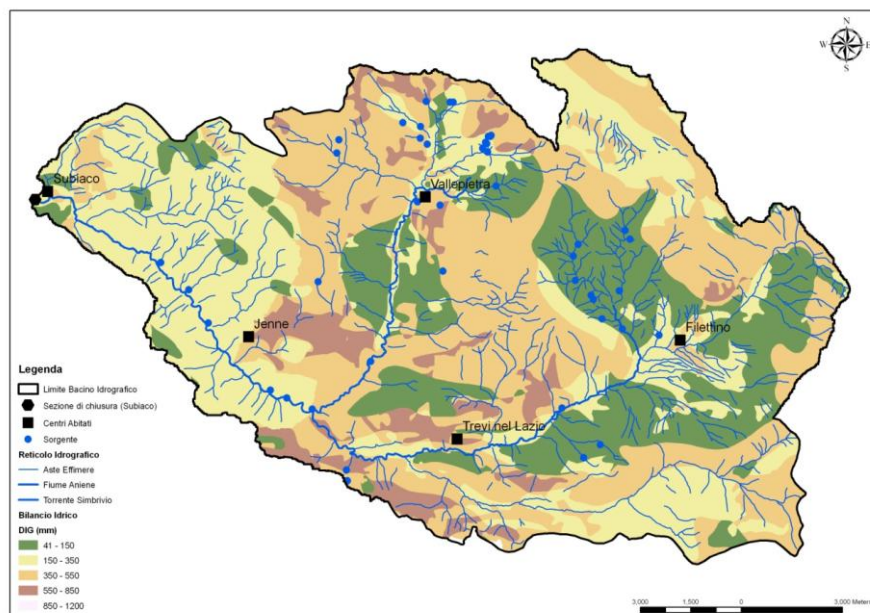 N
W E
S
Subiaco
Vallepietra
Jenne
Filettino
Trevi nel Lazio
Legenda
Limite Bacino Idrografico
Sezione di chiusura (Subiaco)
Centri Abitati
Sorgente
Reticolo Idrografico
Aste Effimere
Fiume Aniene
Torrente Simbrivio
Bilancio Idrico
DIG (mm)
41 - 150
150 - 350
350 - 550
550 - 850
850 - 1200
3,000 1,500 0 3,000 Meters